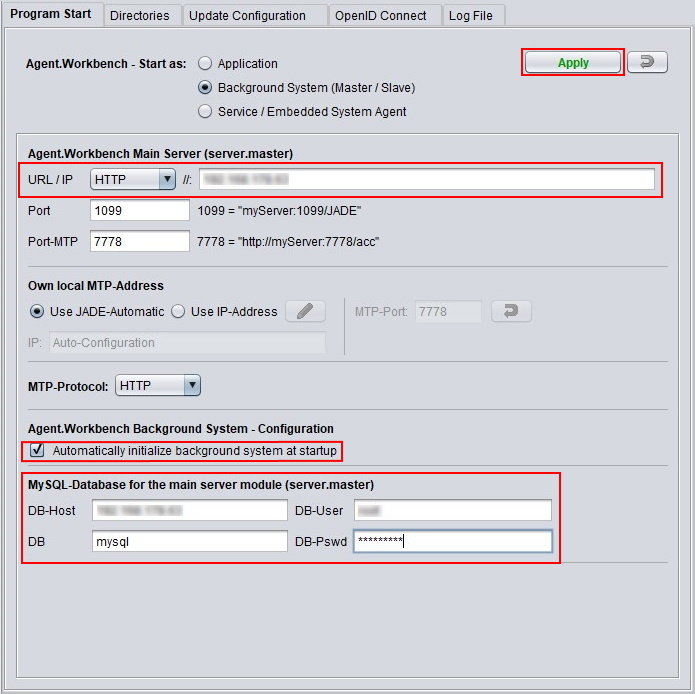 Program Start Directories Update Configuration OpenID Connect Log File
Agent.Workbench - Start as: Application Apply
Background System (Master / Slave)
Service / Embedded System Agent
Agent.Workbench Main Server (server.master)
URL / IP HTTP //:
Port 1099 1099 = "myServer:1099/JADE"
Port-MTP 7778 7778 = "http://myServer:7778/acc"
Own local MTP-Address
Use JADE-Automatic Use IP-Address MTP-Port: 7778
IP: Auto-Configuration
MTP-Protocol: HTTP
Agent.Workbench Background System - Configuration
Automatically initialize background system at startup
MySQL-Database for the main server module (server.master)
DB-Host DB-User
DB mysql DB-Pswd *********